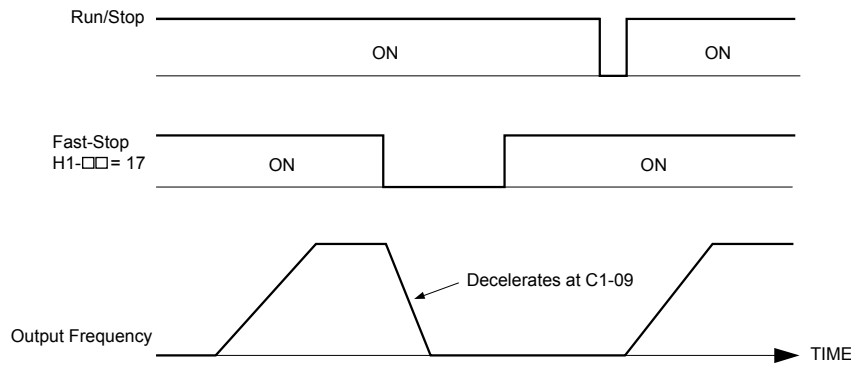 Run/Stop
ON
ON
Fast-Stop
H1-□□= 17
ON
ON
Decelerates at C1-09
Output Frequency
TIME